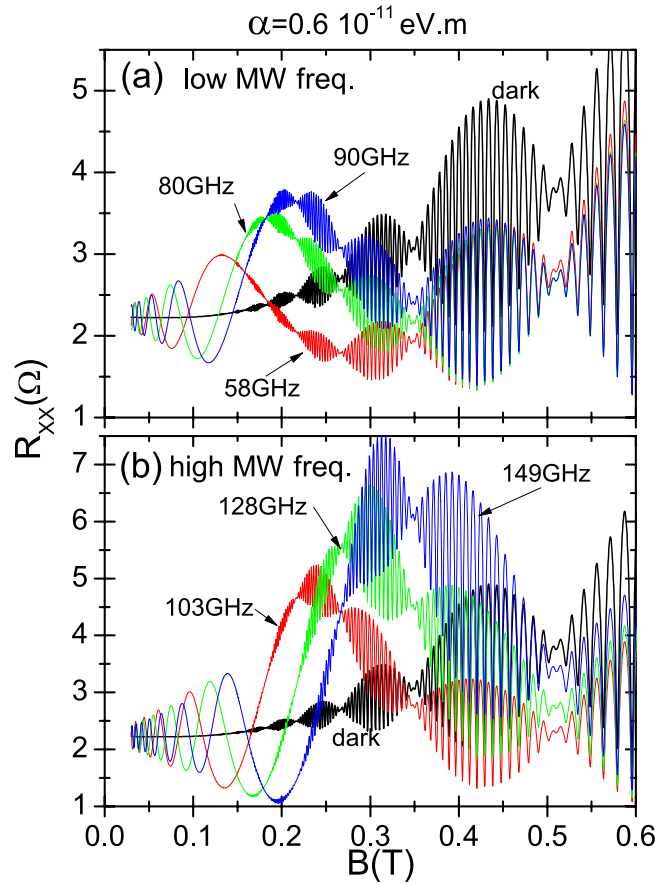 α=0.6 10⁻¹¹ eV.m
(a) low MW freq.
dark
90GHz
80GHz
58GHz
5
4
3
2
1
R_XX(Ω)
(b) high MW freq.
149GHz
128GHz
103GHz
dark
7
6
5
4
3
2
1
0.0 0.1 0.2 0.3 0.4 0.5 0.6
B(T)